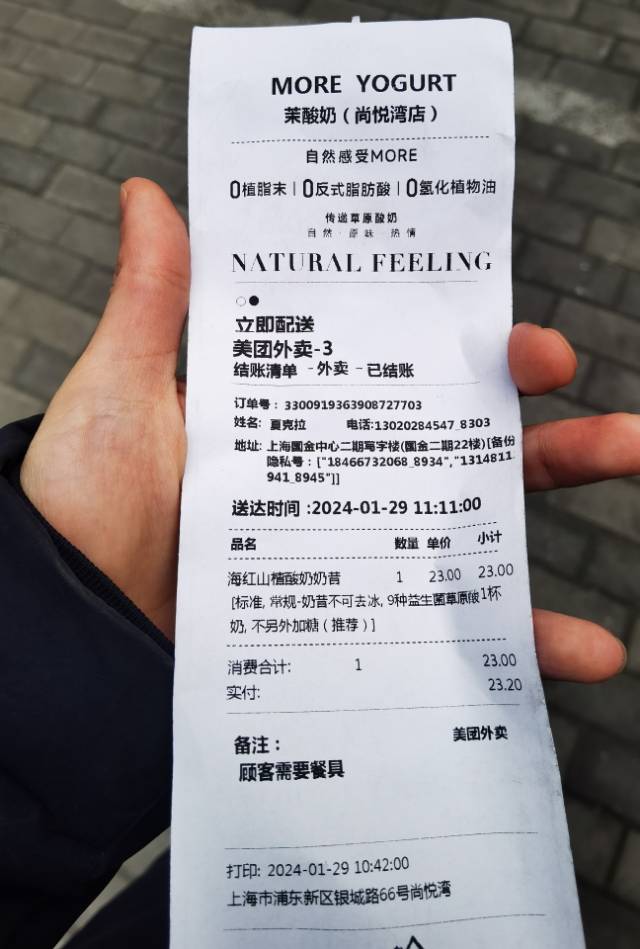 MORE YOGURT
茉酸奶（尚悦湾店）
自然感受MORE
0植脂末 | 0反式脂肪酸 | 0氢化植物油
传递草原酸奶
自然·原味·热情
NATURAL FEELING
立即配送
美团外卖-3
结账清单 -外卖 -已结账
订单号：3300919363908727703
姓名: 夏克拉 电话:13020284547_8303
地址: 上海国金中心二期写字楼(国金二期22楼)[备份
隐私号：["18466732068_8934","1314811
941_8945"]]
送达时间 :2024-01-29 11:11:00
品名 数量 单价 小计
海红山楂酸奶奶昔 1 23.00 23.00
[标准, 常规-奶昔不可去冰, 9种益生菌草原酸1杯
奶, 不另外加糖（推荐）]
消费合计: 1 23.00
实付: 23.20
备注： 美团外卖
顾客需要餐具
打印: 2024-01-29 10:42:00
上海市浦东新区银城路66号尚悦湾